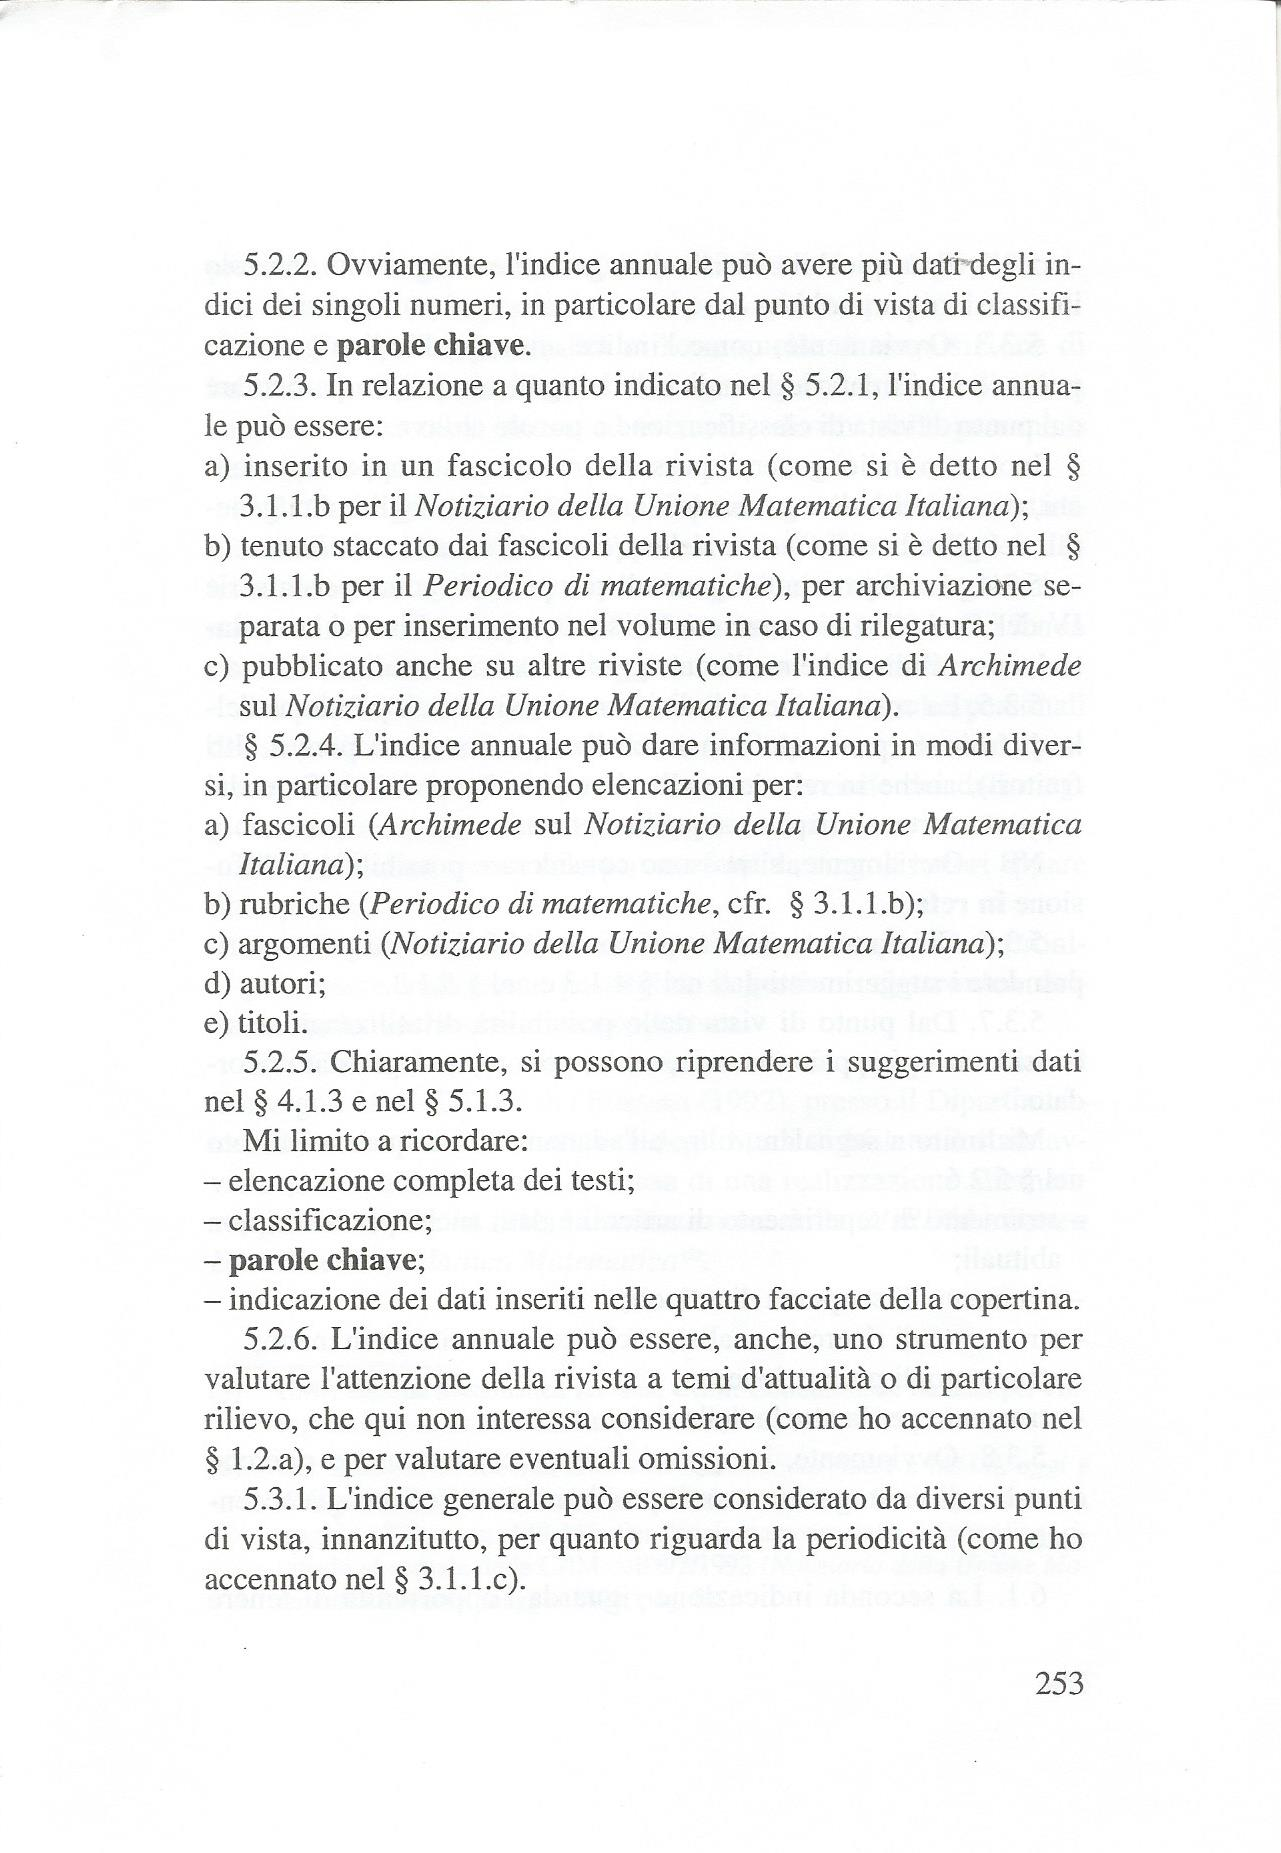 5.2.2. Ovviamente, l'indice annuale può avere più dati degli in-
dici dei singoli numeri, in particolare dal punto di vista di classifi-
cazione e parole chiave.
5.2.3. In relazione a quanto indicato nel § 5.2.1, l'indice annua-
le può essere:
a) inserito in un fascicolo della rivista (come si è detto nel §
3.1.1.b per il Notiziario della Unione Matematica Italiana);
b) tenuto staccato dai fascicoli della rivista (come si è detto nel §
3.1.1.b per il Periodico di matematiche), per archiviazione se-
parata o per inserimento nel volume in caso di rilegatura;
c) pubblicato anche su altre riviste (come l'indice di Archimede
sul Notiziario della Unione Matematica Italiana).
§ 5.2.4. L'indice annuale può dare informazioni in modi diver-
si, in particolare proponendo elencazioni per:
a) fascicoli (Archimede sul Notiziario della Unione Matematica
Italiana);
b) rubriche (Periodico di matematiche, cfr. § 3.1.1.b);
c) argomenti (Notiziario della Unione Matematica Italiana);
d) autori;
e) titoli.
5.2.5. Chiaramente, si possono riprendere i suggerimenti dati
nel § 4.1.3 e nel § 5.1.3.
Mi limito a ricordare:
– elencazione completa dei testi;
– classificazione;
– parole chiave;
– indicazione dei dati inseriti nelle quattro facciate della copertina.
5.2.6. L'indice annuale può essere, anche, uno strumento per
valutare l'attenzione della rivista a temi d'attualità o di particolare
rilievo, che qui non interessa considerare (come ho accennato nel
§ 1.2.a), e per valutare eventuali omissioni.
5.3.1. L'indice generale può essere considerato da diversi punti
di vista, innanzitutto, per quanto riguarda la periodicità (come ho
accennato nel § 3.1.1.c).
253